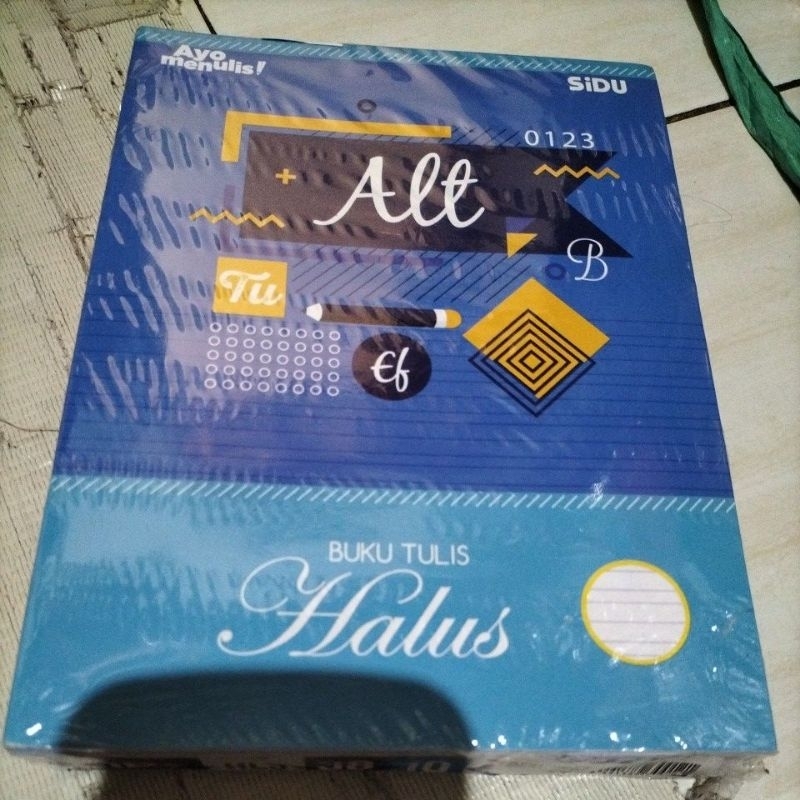 Ayo
menulis!
SiDU
0123
Alt
B
Tu
Ef
BUKU TULIS
Halus